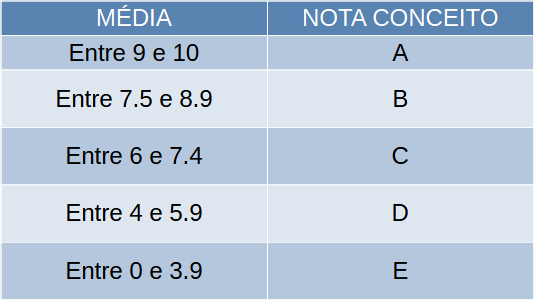 MÉDIA NOTA CONCEITO
Entre 9 e 10 A
Entre 7.5 e 8.9 B
Entre 6 e 7.4 C
Entre 4 e 5.9 D
Entre 0 e 3.9 E